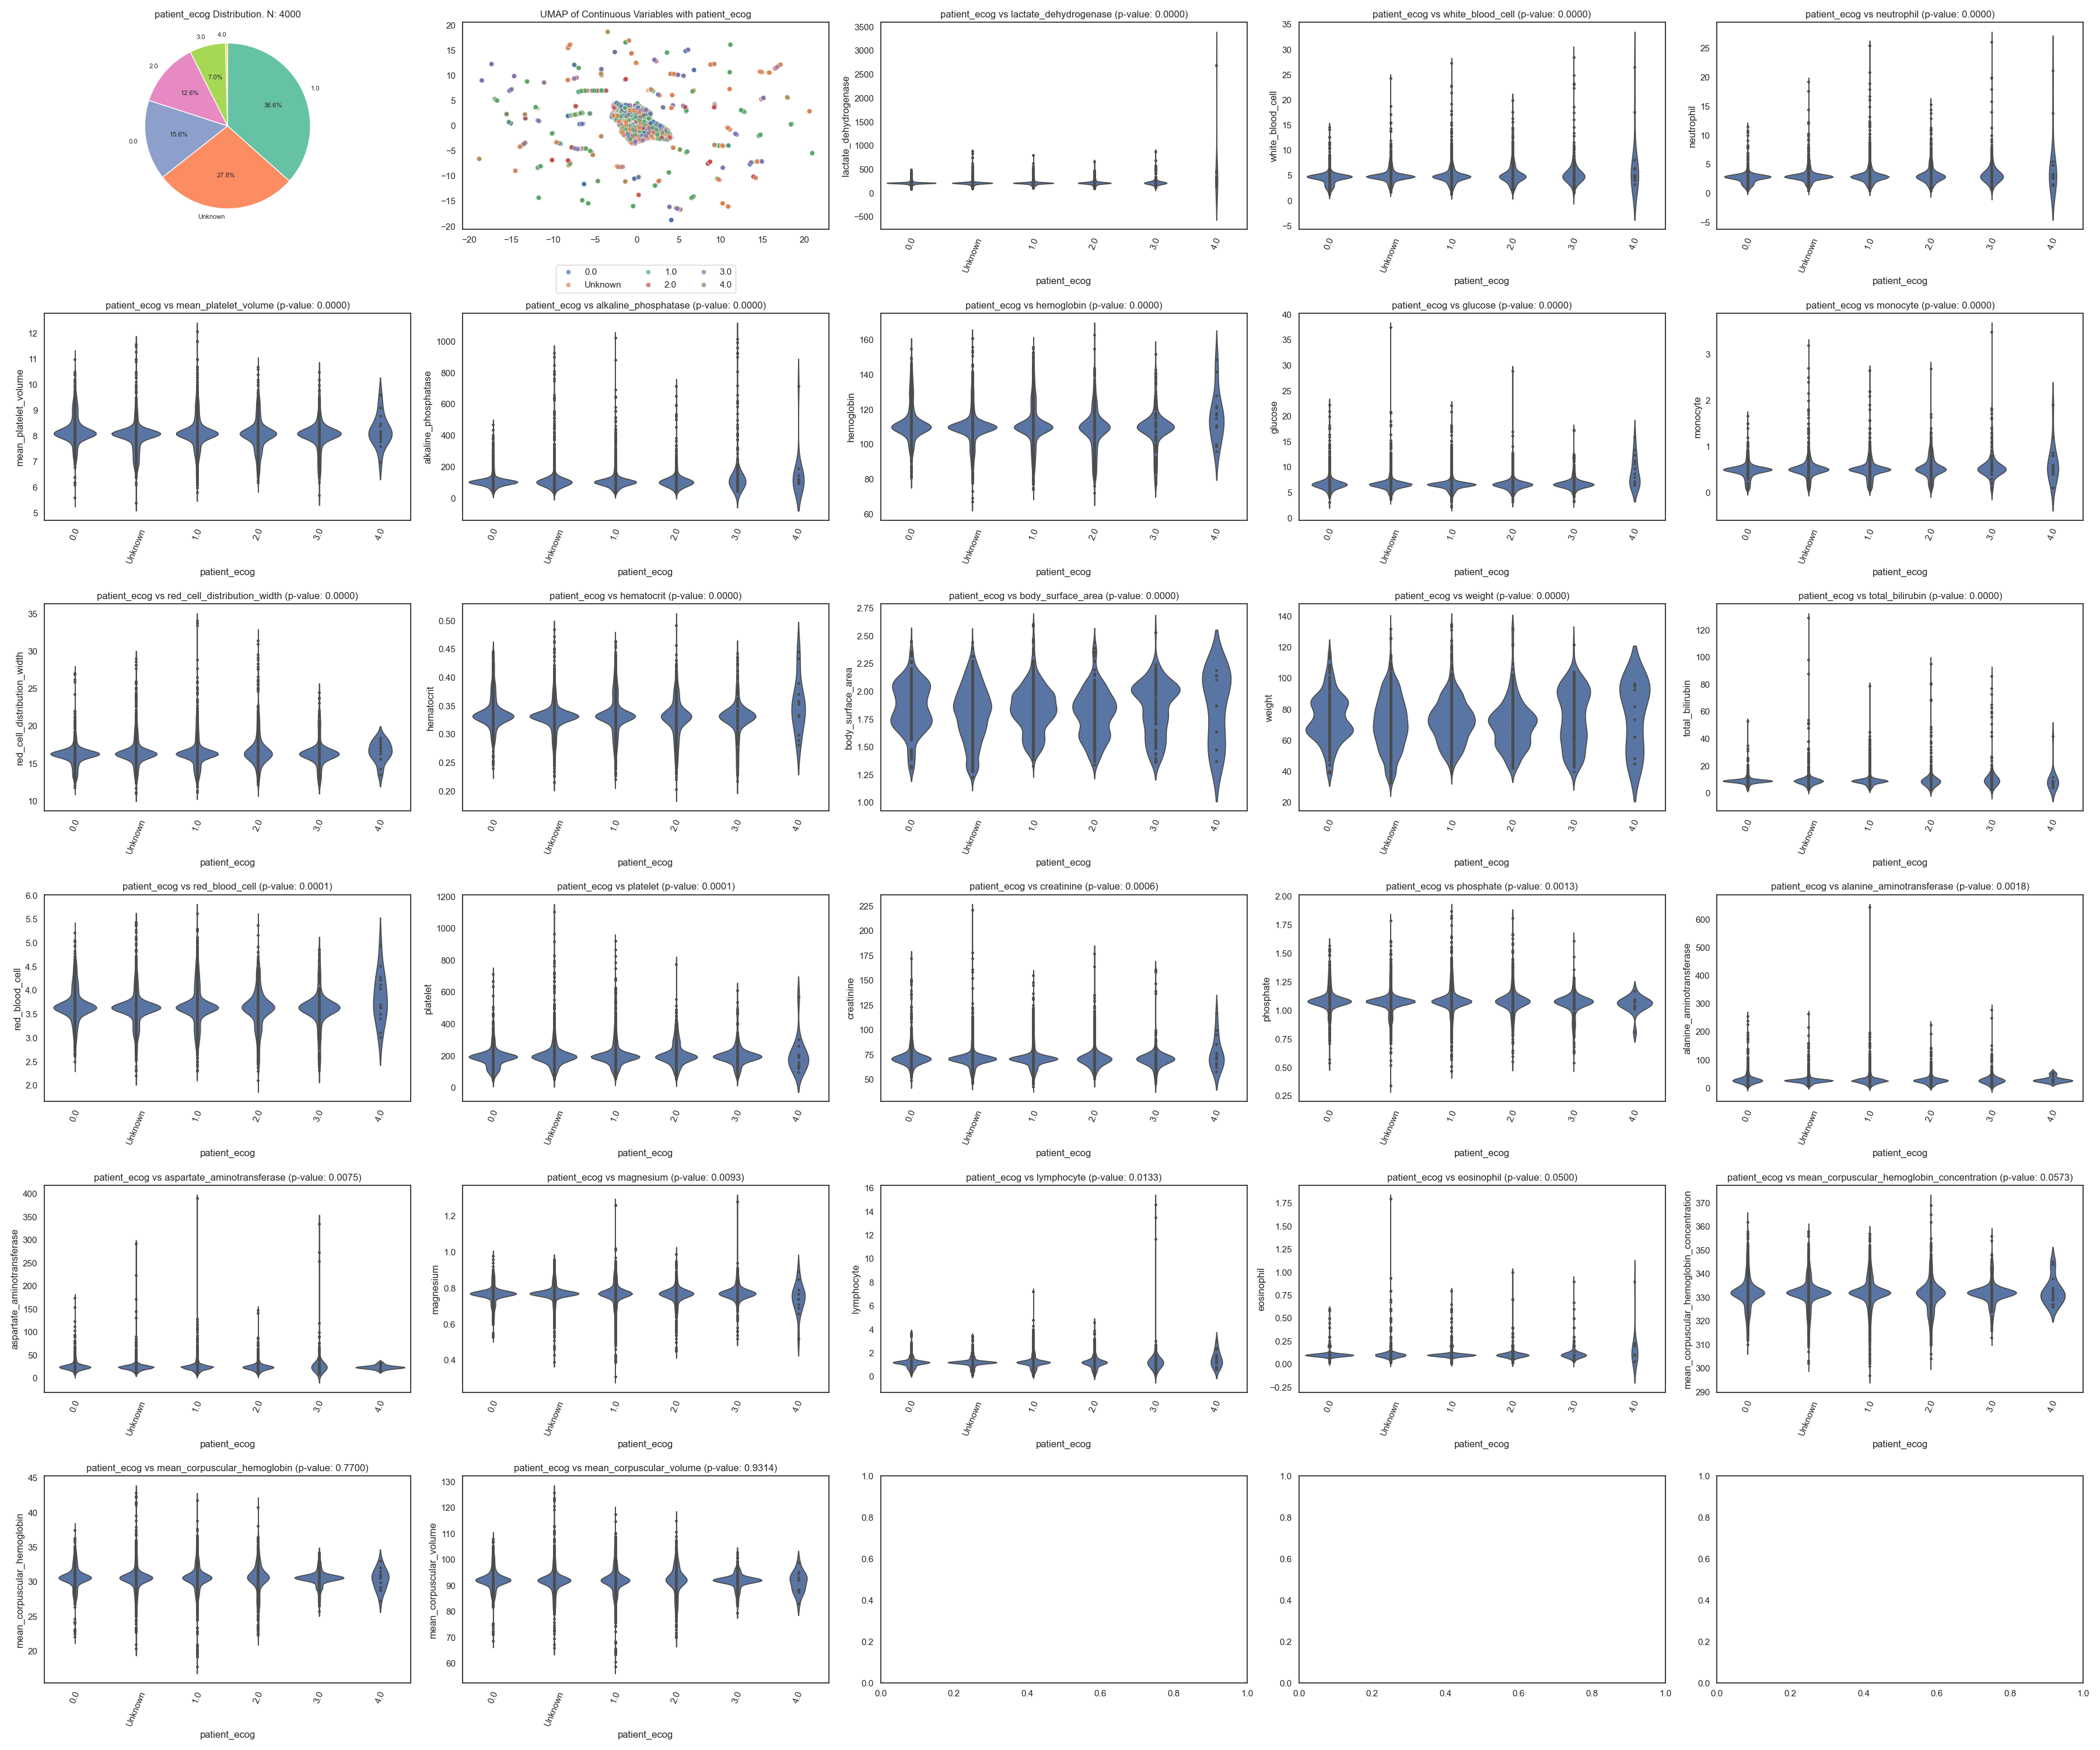 patient_ecog Distribution. N: 4000
4.0
3.0
2.0
7.0%
12.6%
1.0
36.6%
15.6%
0.0
27.8%
Unknown
UMAP of Continuous Variables with patient_ecog
20
15
10
5
0
−5
−10
−15
−20
−20 −15 −10 −5 0 5 10 15 20
0.0 1.0 3.0
Unknown 2.0 4.0
patient_ecog vs lactate_dehydrogenase (p-value: 0.0000)
lactate_dehydrogenase
3500
3000
2500
2000
1500
1000
500
0
−500
0.0 Unknown 1.0 2.0 3.0 4.0
patient_ecog
patient_ecog vs white_blood_cell (p-value: 0.0000)
white_blood_cell
35
30
25
20
15
10
5
0
−5
0.0 Unknown 1.0 2.0 3.0 4.0
patient_ecog
patient_ecog vs neutrophil (p-value: 0.0000)
neutrophil
25
20
15
10
5
0
−5
0.0 Unknown 1.0 2.0 3.0 4.0
patient_ecog
patient_ecog vs mean_platelet_volume (p-value: 0.0000)
mean_platelet_volume
12
11
10
9
8
7
6
5
0.0 Unknown 1.0 2.0 3.0 4.0
patient_ecog
patient_ecog vs alkaline_phosphatase (p-value: 0.0000)
alkaline_phosphatase
1000
800
600
400
200
0
0.0 Unknown 1.0 2.0 3.0 4.0
patient_ecog
patient_ecog vs hemoglobin (p-value: 0.0000)
hemoglobin
160
140
120
100
80
60
0.0 Unknown 1.0 2.0 3.0 4.0
patient_ecog
patient_ecog vs glucose (p-value: 0.0000)
glucose
40
35
30
25
20
15
10
5
0
0.0 Unknown 1.0 2.0 3.0 4.0
patient_ecog
patient_ecog vs monocyte (p-value: 0.0000)
monocyte
3
2
1
0
0.0 Unknown 1.0 2.0 3.0 4.0
patient_ecog
patient_ecog vs red_cell_distribution_width (p-value: 0.0000)
red_cell_distribution_width
35
30
25
20
15
10
0.0 Unknown 1.0 2.0 3.0 4.0
patient_ecog
patient_ecog vs hematocrit (p-value: 0.0000)
hematocrit
0.50
0.45
0.40
0.35
0.30
0.25
0.20
0.0 Unknown 1.0 2.0 3.0 4.0
patient_ecog
patient_ecog vs body_surface_area (p-value: 0.0000)
body_surface_area
2.75
2.50
2.25
2.00
1.75
1.50
1.25
1.00
0.0 Unknown 1.0 2.0 3.0 4.0
patient_ecog
patient_ecog vs weight (p-value: 0.0000)
weight
140
120
100
80
60
40
20
0.0 Unknown 1.0 2.0 3.0 4.0
patient_ecog
patient_ecog vs total_bilirubin (p-value: 0.0000)
total_bilirubin
120
100
80
60
40
20
0
0.0 Unknown 1.0 2.0 3.0 4.0
patient_ecog
patient_ecog vs red_blood_cell (p-value: 0.0001)
red_blood_cell
6.0
5.5
5.0
4.5
4.0
3.5
3.0
2.5
2.0
0.0 Unknown 1.0 2.0 3.0 4.0
patient_ecog
patient_ecog vs platelet (p-value: 0.0001)
platelet
1200
1000
800
600
400
200
0
0.0 Unknown 1.0 2.0 3.0 4.0
patient_ecog
patient_ecog vs creatinine (p-value: 0.0006)
creatinine
225
200
175
150
125
100
75
50
0.0 Unknown 1.0 2.0 3.0 4.0
patient_ecog
patient_ecog vs phosphate (p-value: 0.0013)
phosphate
2.00
1.75
1.50
1.25
1.00
0.75
0.50
0.25
0.0 Unknown 1.0 2.0 3.0 4.0
patient_ecog
patient_ecog vs alanine_aminotransferase (p-value: 0.0018)
alanine_aminotransferase
600
500
400
300
200
100
0
0.0 Unknown 1.0 2.0 3.0 4.0
patient_ecog
patient_ecog vs aspartate_aminotransferase (p-value: 0.0075)
aspartate_aminotransferase
400
350
300
250
200
150
100
50
0
0.0 Unknown 1.0 2.0 3.0 4.0
patient_ecog
patient_ecog vs magnesium (p-value: 0.0093)
magnesium
1.2
1.0
0.8
0.6
0.4
0.0 Unknown 1.0 2.0 3.0 4.0
patient_ecog
patient_ecog vs lymphocyte (p-value: 0.0133)
lymphocyte
16
14
12
10
8
6
4
2
0
0.0 Unknown 1.0 2.0 3.0 4.0
patient_ecog
patient_ecog vs eosinophil (p-value: 0.0500)
eosinophil
1.75
1.50
1.25
1.00
0.75
0.50
0.25
0.00
−0.25
0.0 Unknown 1.0 2.0 3.0 4.0
patient_ecog
patient_ecog vs mean_corpuscular_hemoglobin_concentration (p-value: 0.0573)
mean_corpuscular_hemoglobin_concentration
370
360
350
340
330
320
310
300
290
0.0 Unknown 1.0 2.0 3.0 4.0
patient_ecog
patient_ecog vs mean_corpuscular_hemoglobin (p-value: 0.7700)
mean_corpuscular_hemoglobin
45
40
35
30
25
20
0.0 Unknown 1.0 2.0 3.0 4.0
patient_ecog
patient_ecog vs mean_corpuscular_volume (p-value: 0.9314)
mean_corpuscular_volume
130
120
110
100
90
80
70
60
0.0 Unknown 1.0 2.0 3.0 4.0
patient_ecog
1.0
0.8
0.6
0.4
0.2
0.0
0.0 0.2 0.4 0.6 0.8 1.0
1.0
0.8
0.6
0.4
0.2
0.0
0.0 0.2 0.4 0.6 0.8 1.0
1.0
0.8
0.6
0.4
0.2
0.0
0.0 0.2 0.4 0.6 0.8 1.0